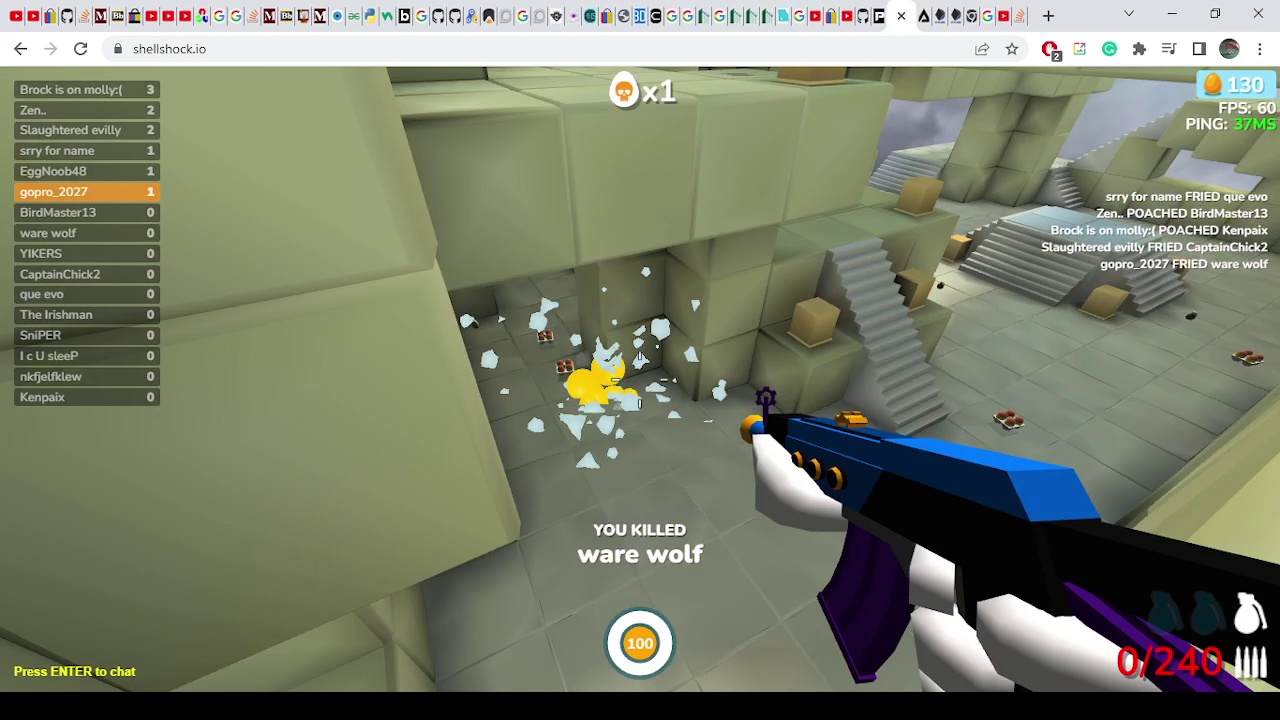 shellshock.io
2
Brock is on molly:( 3
Zen.. 2
Slaughtered evilly 2
srry for name 1
EggNoob48 1
gopro_2027 1
BirdMaster13 0
ware wolf 0
YIKERS 0
CaptainChick2 0
que evo 0
The Irishman 0
SniPER 0
I c U sleeP 0
nkfjelfklew 0
Kenpaix 0
x1
130
FPS: 60
PING: 37MS
srry for name FRIED que evo
Zen.. POACHED BirdMaster13
Brock is on molly:( POACHED Kenpaix
Slaughtered evilly FRIED CaptainChick2
gopro_2027 FRIED ware wolf
YOU KILLED
ware wolf
100
Press ENTER to chat
0/240